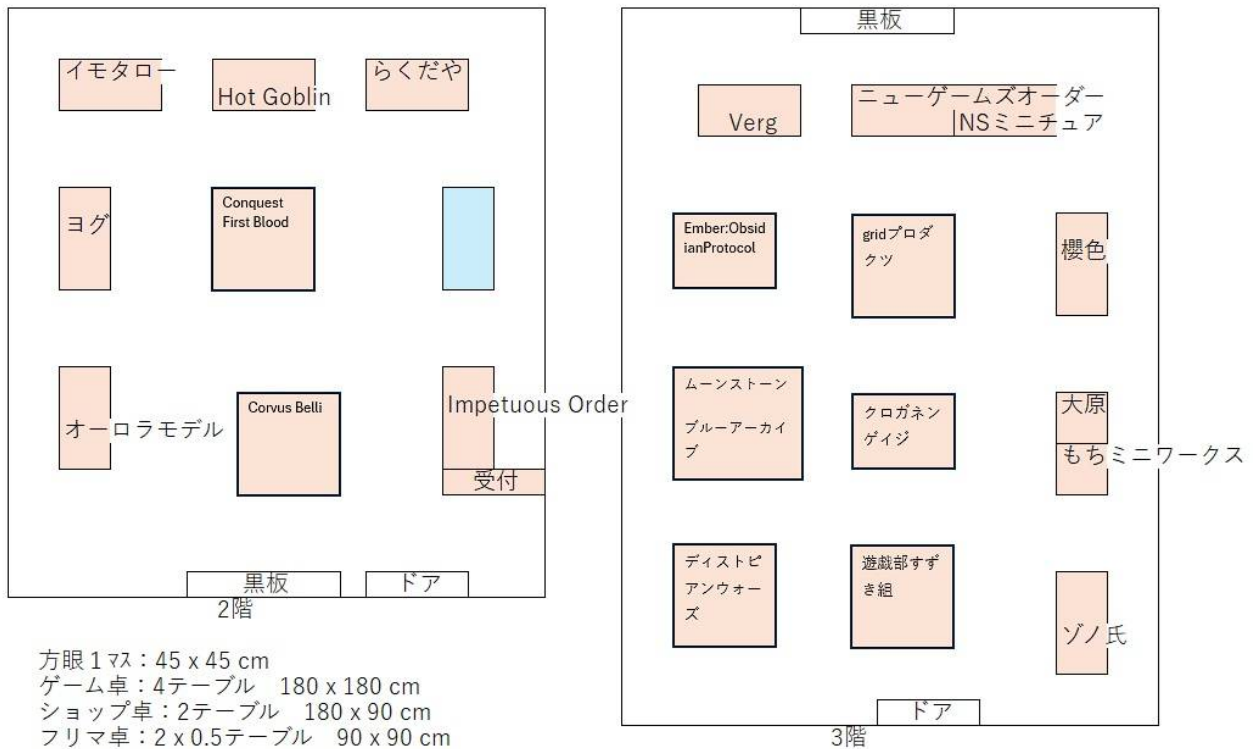 イモタロー
Hot Goblin
らくだや
ヨグ
Conquest
First Blood
オーロラモデル
Corvus Belli
Impetuous Order
受付
黒板
ドア
2階
方眼1ﾏｽ：45 x 45 cm
ゲーム卓：4テーブル　180 x 180 cm
ショップ卓：2テーブル　180 x 90 cm
フリマ卓：2 x 0.5テーブル　90 x 90 cm
黒板
Verg
ニューゲームズオーダー
NSミニチュア
Ember:Obsid
ianProtocol
gridプロダ
クツ
櫻色
ムーンストーン
ブルーアーカイ
ブ
クロガネン
ゲイジ
大原
もちミニワークス
ディストピ
アンウォー
ズ
遊戯部すず
き組
ゾノ氏
ドア
3階